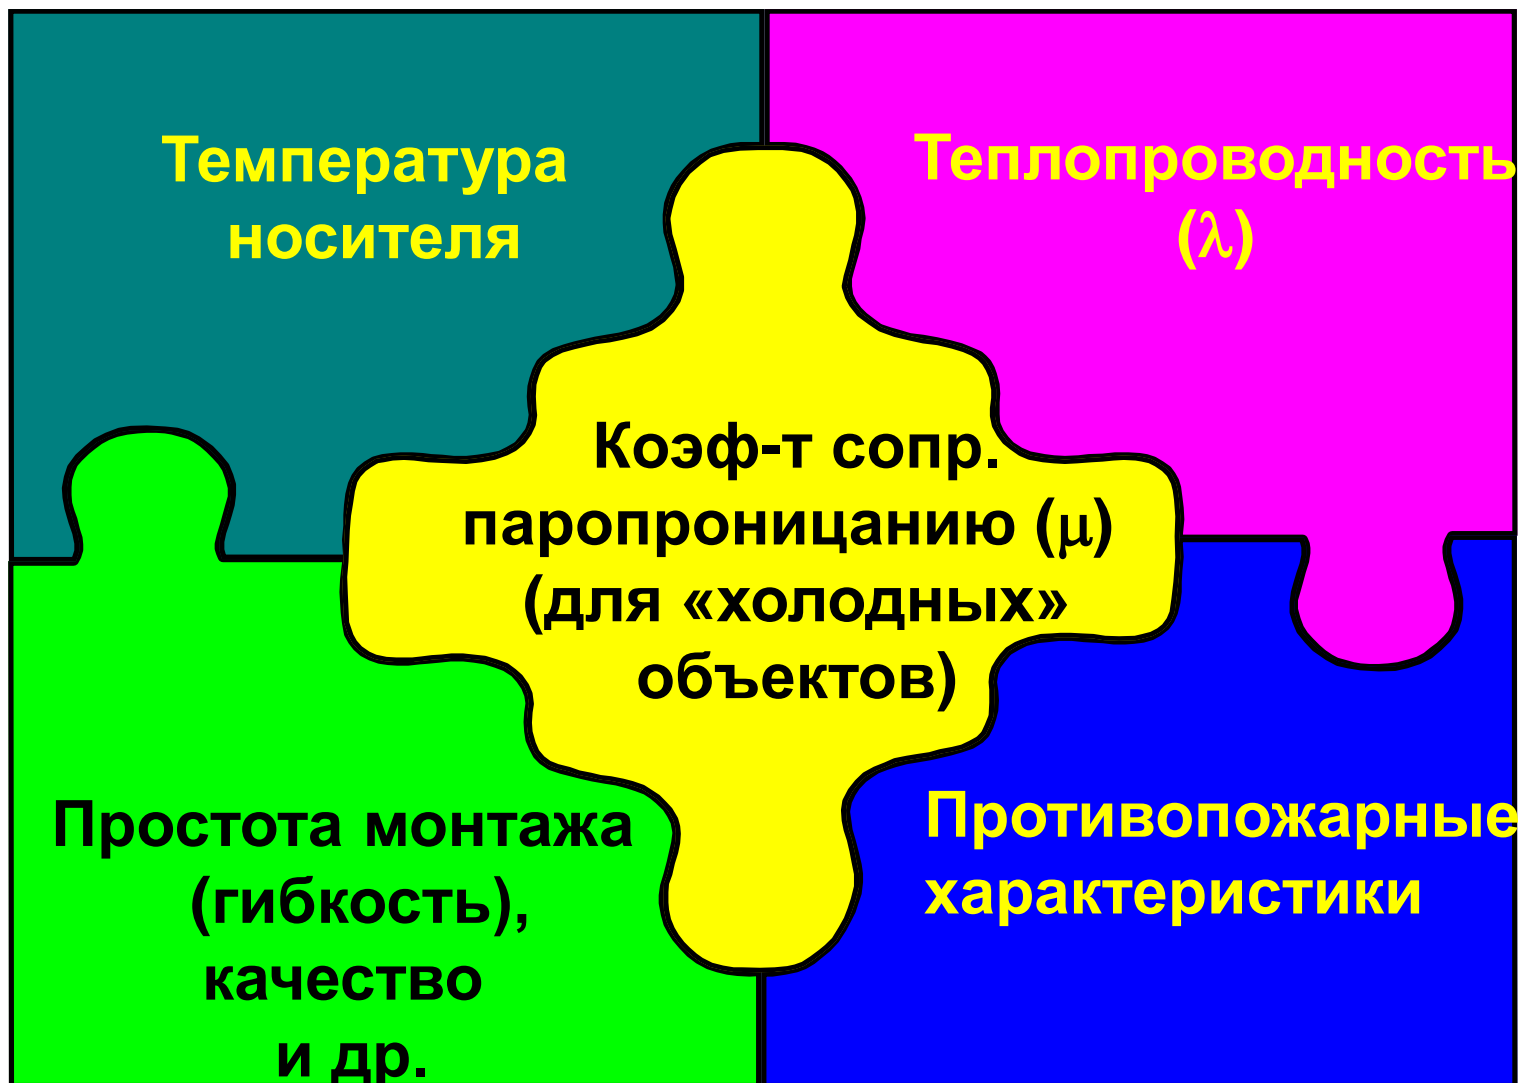 Температура
носителя
Теплопроводность
(λ)
Коэф-т сопр.
паропроницанию (μ)
(для «холодных»
объектов)
Простота монтажа
(гибкость),
качество
и др.
Противопожарные
характеристики